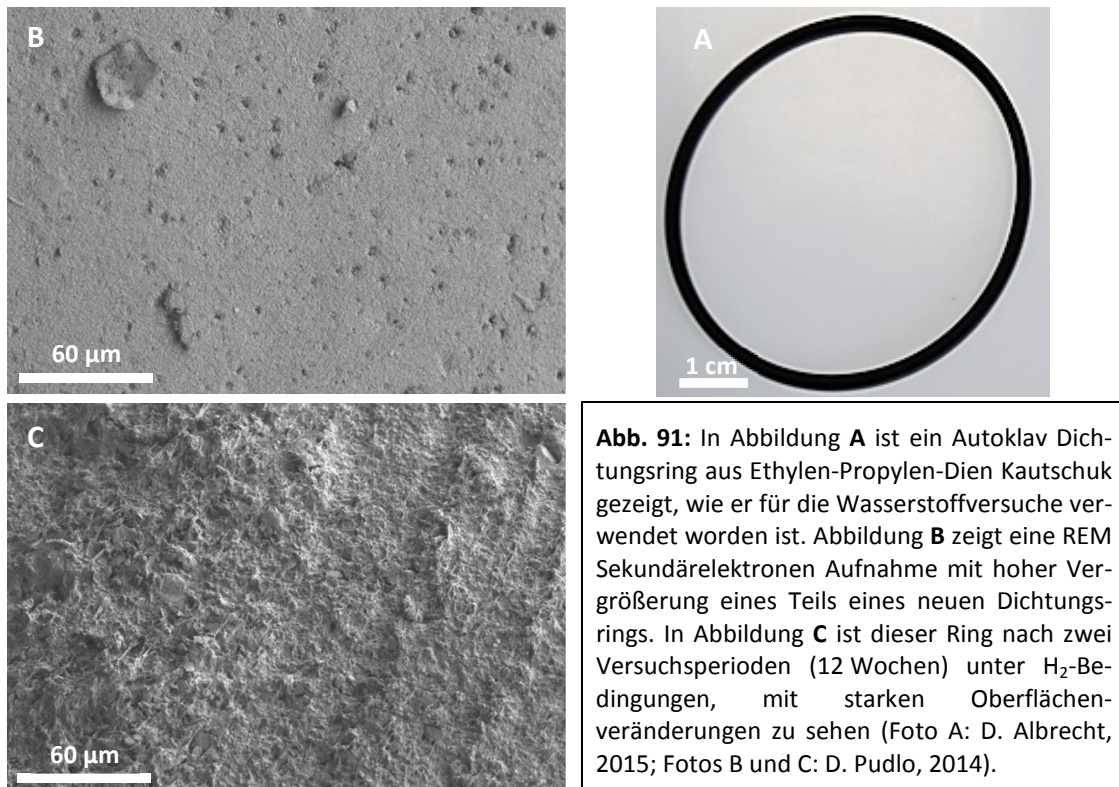 B
A
60 µm
1 cm
C
60 µm
Abb. 91: In Abbildung A ist ein Autoklav Dich-
tungsring aus Ethylen-Propylen-Dien Kautschuk
gezeigt, wie er für die Wasserstoffversuche ver-
wendet worden ist. Abbildung B zeigt eine REM
Sekundärelektronen Aufnahme mit hoher Ver-
größerung eines Teils eines neuen Dichtungs-
rings. In Abbildung C ist dieser Ring nach zwei
Versuchsperioden (12 Wochen) unter H₂-Be-
dingungen, mit starken Oberflächen-
veränderungen zu sehen (Foto A: D. Albrecht,
2015; Fotos B und C: D. Pudlo, 2014).